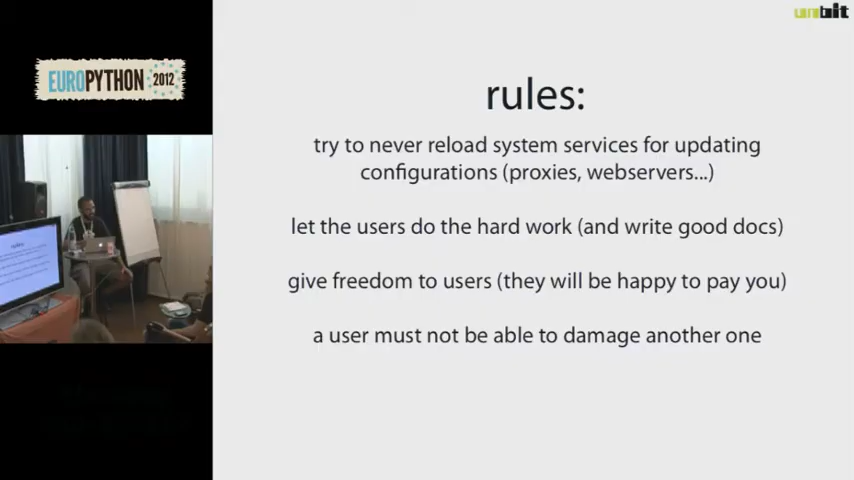 unbit
EUROPYTHON 2012
rules:
try to never reload system services for updating
configurations (proxies, webservers...)
let the users do the hard work (and write good docs)
give freedom to users (they will be happy to pay you)
a user must not be able to damage another one